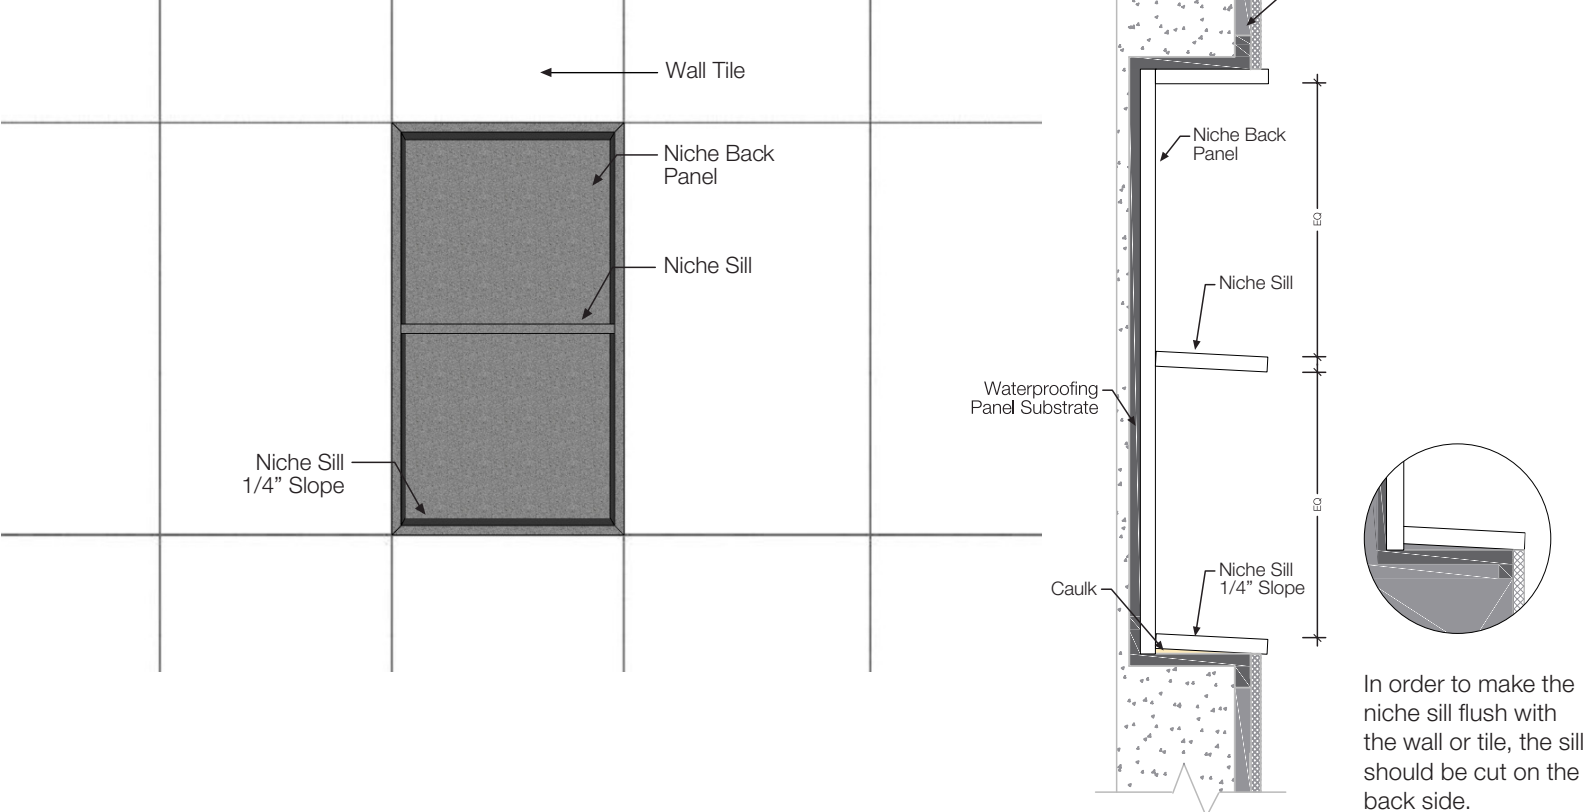 Wall Tile
Niche Back
Panel
Niche Sill
Niche Sill
1/4” Slope
Niche Back
Panel
EQ
Niche Sill
Waterproofing
Panel Substrate
EQ
Caulk
Niche Sill
1/4” Slope
In order to make the
niche sill flush with
the wall or tile, the sill
should be cut on the
back side.